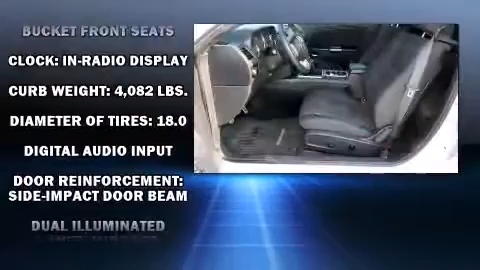 BUCKET FRONT SEATS
CLOCK: IN-RADIO DISPLAY
CURB WEIGHT: 4,082 LBS.
DIAMETER OF TIRES: 18.0
DIGITAL AUDIO INPUT
DOOR REINFORCEMENT:
SIDE-IMPACT DOOR BEAM
DUAL ILLUMINATED